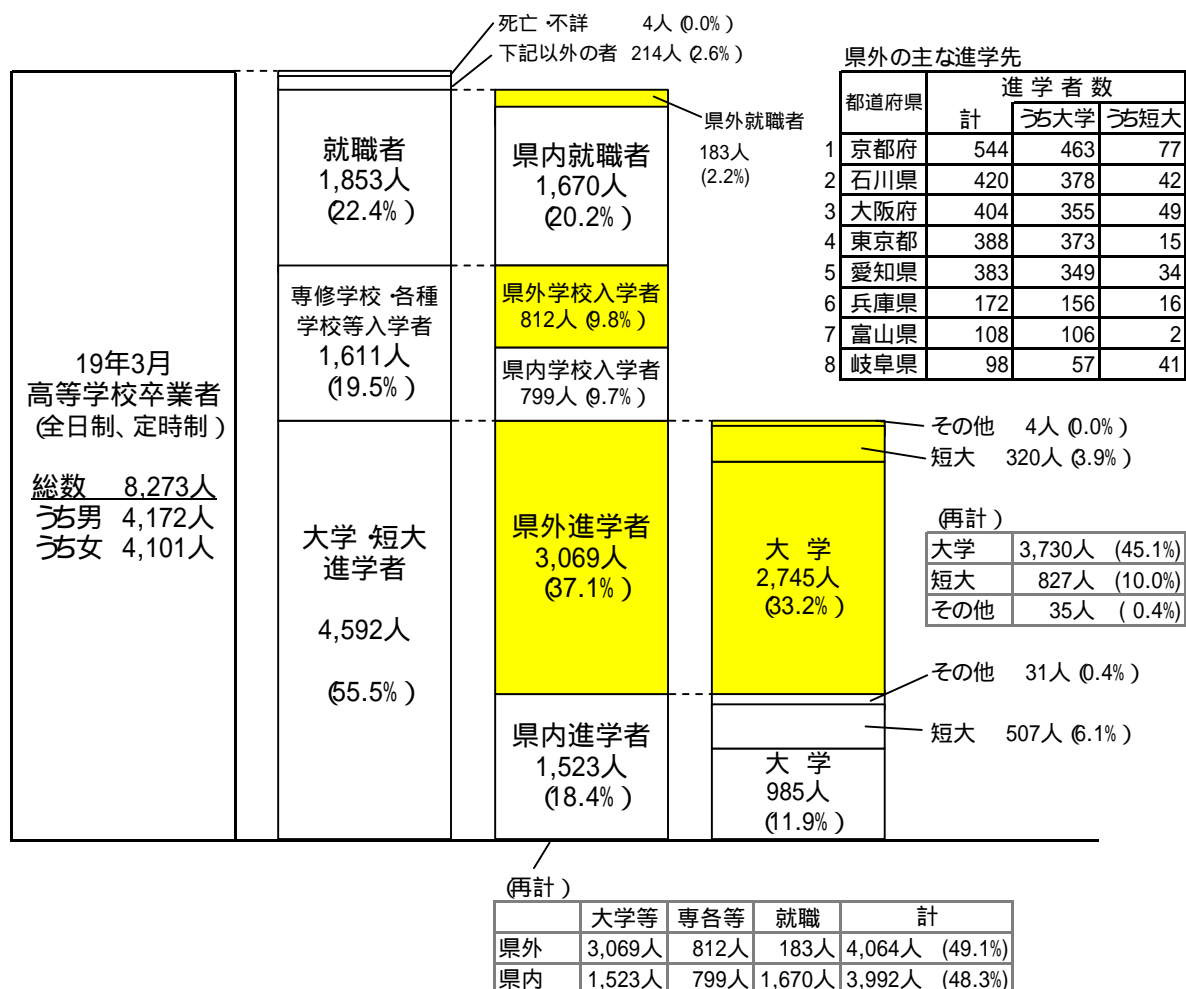 死亡・不詳 4人 (0.0%)
下記以外の者 214人 (2.6%)
県外の主な進学先
都道府県 進学者数
計 うち大学 うち短大
1 京都府 544 463 77
2 石川県 420 378 42
3 大阪府 404 355 49
4 東京都 388 373 15
5 愛知県 383 349 34
6 兵庫県 172 156 16
7 富山県 108 106 2
8 岐阜県 98 57 41
19年3月
高等学校卒業者
(全日制、定時制)
総数 8,273人
うち男 4,172人
うち女 4,101人
就職者
1,853人
(22.4%)
専修学校・各種
学校等入学者
1,611人
(19.5%)
大学・短大
進学者
4,592人
(55.5%)
県外就職者
183人
(2.2%)
県内就職者
1,670人
(20.2%)
県外学校入学者
812人 (9.8%)
県内学校入学者
799人 (9.7%)
県外進学者
3,069人
(37.1%)
県内進学者
1,523人
(18.4%)
その他 4人 (0.0%)
短大 320人 (3.9%)
大 学
2,745人
(33.2%)
その他 31人 (0.4%)
短大 507人 (6.1%)
大 学
985人
(11.9%)
(再計)
大学 3,730人 (45.1%)
短大 827人 (10.0%)
その他 35人 ( 0.4%)
(再計)
大学等 専各等 就職 計
県外 3,069人 812人 183人 4,064人 (49.1%)
県内 1,523人 799人 1,670人 3,992人 (48.3%)